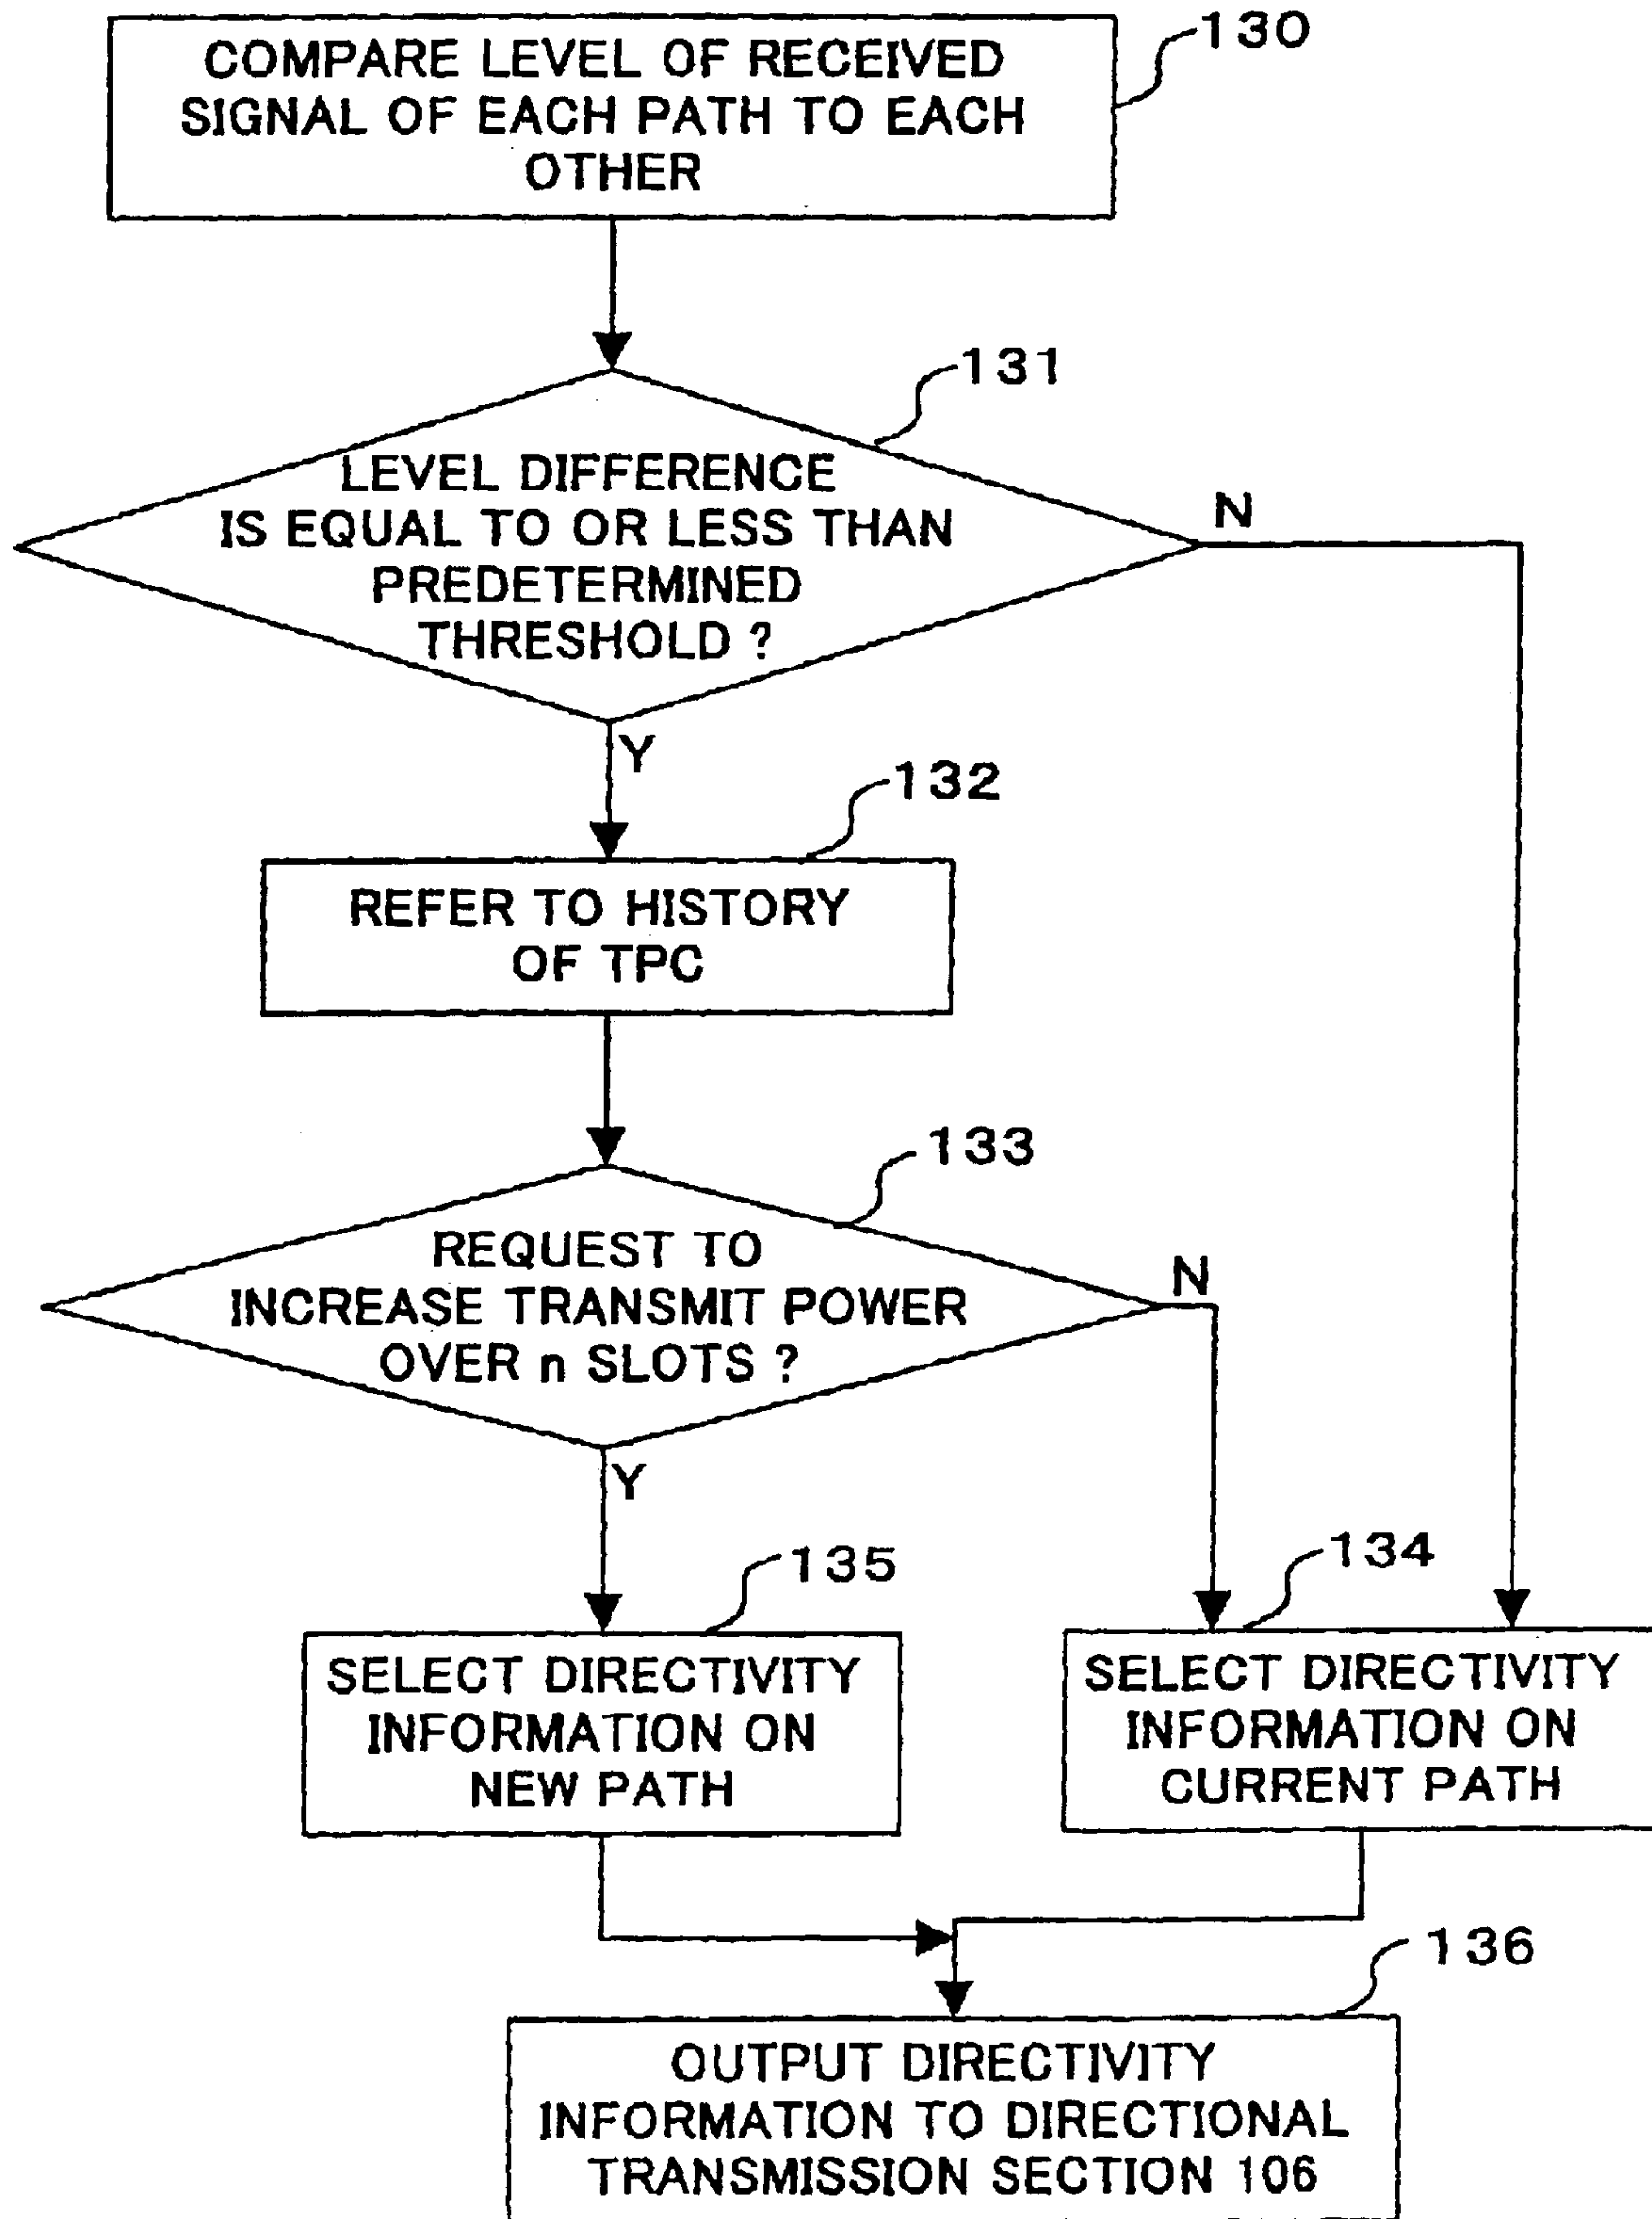 130
COMPARE LEVEL OF RECEIVED
SIGNAL OF EACH PATH TO EACH
OTHER
131
LEVEL DIFFERENCE
IS EQUAL TO OR LESS THAN
PREDETERMINED
THRESHOLD ?
N
Y
132
REFER TO HISTORY
OF TPC
133
REQUEST TO
INCREASE TRANSMIT POWER
OVER n SLOTS ?
N
Y
135
SELECT DIRECTIVITY
INFORMATION ON
NEW PATH
134
SELECT DIRECTIVITY
INFORMATION ON
CURRENT PATH
136
OUTPUT DIRECTIVITY
INFORMATION TO DIRECTIONAL
TRANSMISSION SECTION 106